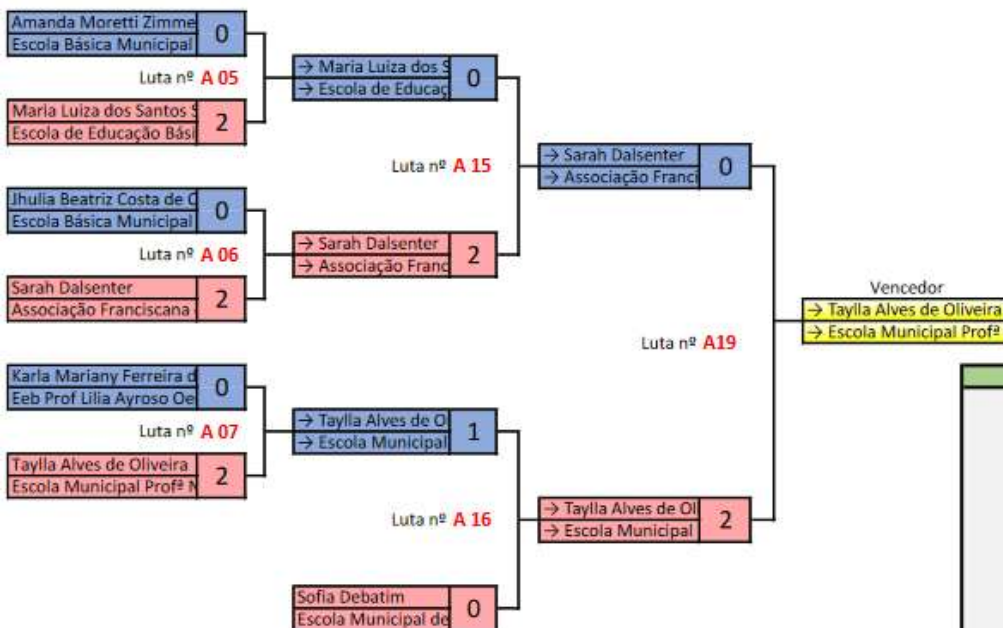 Amanda Moretti Zimme
Escola Básica Municipal
0
Luta nº A 05
Maria Luiza dos Santos S
Escola de Educação Bási
2
→ Maria Luiza dos S
→ Escola de Educaç
0
Luta nº A 15
Jhulia Beatriz Costa de O
Escola Básica Municipal
0
Luta nº A 06
Sarah Dalsenter
Associação Franciscana
2
→ Sarah Dalsenter
→ Associação Franc
2
→ Sarah Dalsenter
→ Associação Franci
0
Karla Mariany Ferreira d
Eeb Prof Lilia Ayroso Oe
0
Luta nº A 07
Taylla Alves de Oliveira
Escola Municipal Profª N
2
→ Taylla Alves de O
→ Escola Municipal
1
Luta nº A 16
Sofia Debatim
Escola Municipal de
0
→ Taylla Alves de Ol
→ Escola Municipal
2
Luta nº A19
Vencedor
→ Taylla Alves de Oliveira
→ Escola Municipal Profª